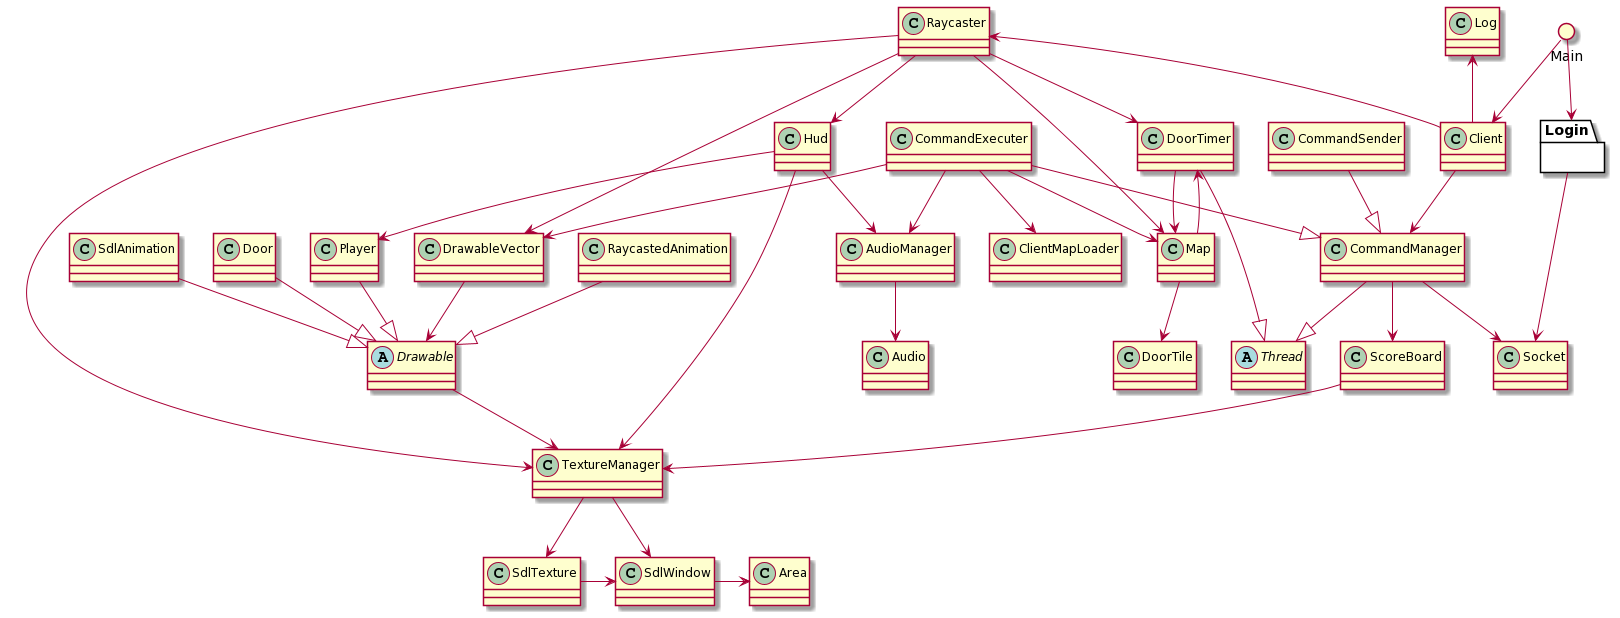 C Raycaster
C Log
Main
C Hud
C CommandExecuter
C DoorTimer
C CommandSender
C Client
Login
C SdlAnimation
C Door
C Player
C DrawableVector
C RaycastedAnimation
C AudioManager
C ClientMapLoader
C Map
C CommandManager
A Drawable
C Audio
C DoorTile
A Thread
C ScoreBoard
C Socket
C TextureManager
C SdlTexture
C SdlWindow
C Area